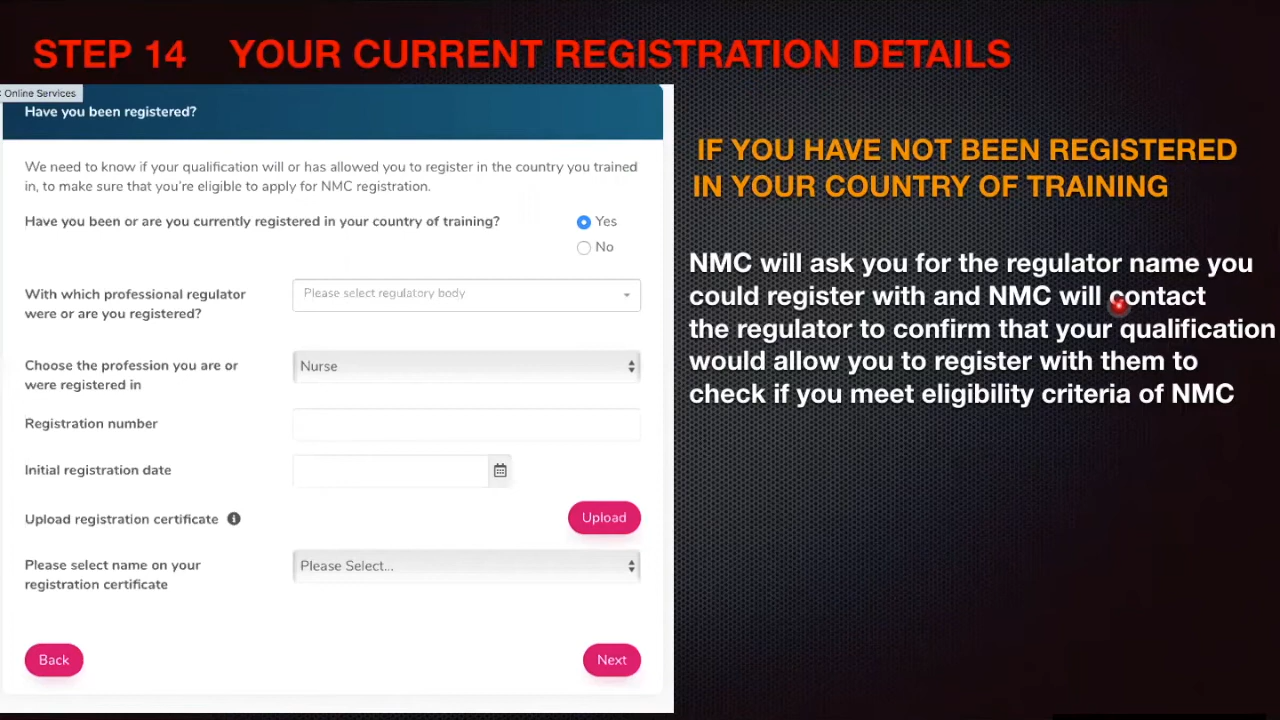 STEP 14 YOUR CURRENT REGISTRATION DETAILS
Online Services
Have you been registered?
We need to know if your qualification will or has allowed you to register in the country you trained
in, to make sure that you're eligible to apply for NMC registration.
Have you been or are you currently registered in your country of training?
Yes
No
With which professional regulator
were or are you registered?
Please select regulatory body
Choose the profession you are or
were registered in
Nurse
Registration number
Initial registration date
Upload registration certificate
Upload
Please select name on your
registration certificate
Please Select...
Back
Next
IF YOU HAVE NOT BEEN REGISTERED
IN YOUR COUNTRY OF TRAINING
NMC will ask you for the regulator name you
could register with and NMC will contact
the regulator to confirm that your qualification
would allow you to register with them to
check if you meet eligibility criteria of NMC